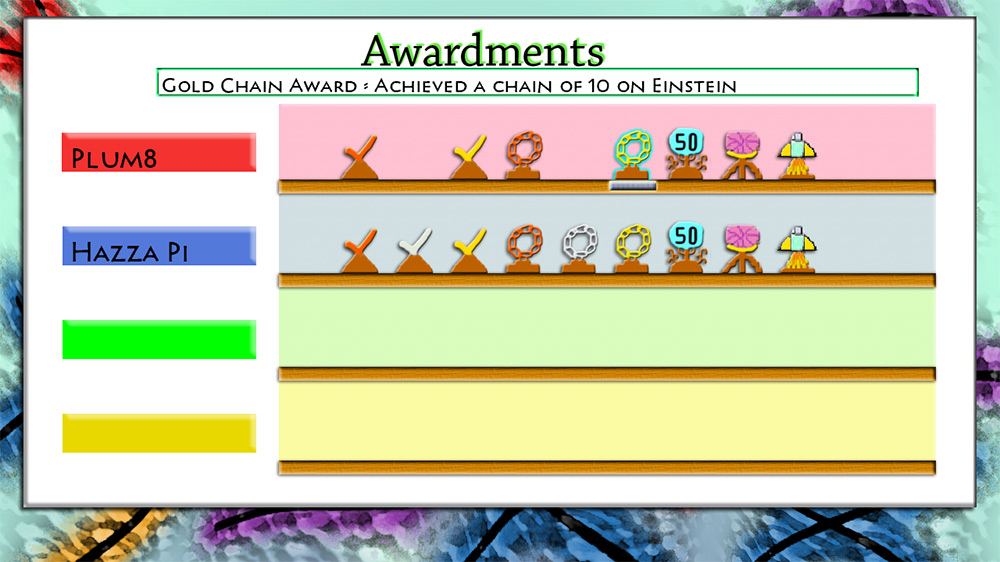 Awardments
Gold Chain Award : Achieved a chain of 10 on Einstein
Plum8
50
Hazza Pi
50